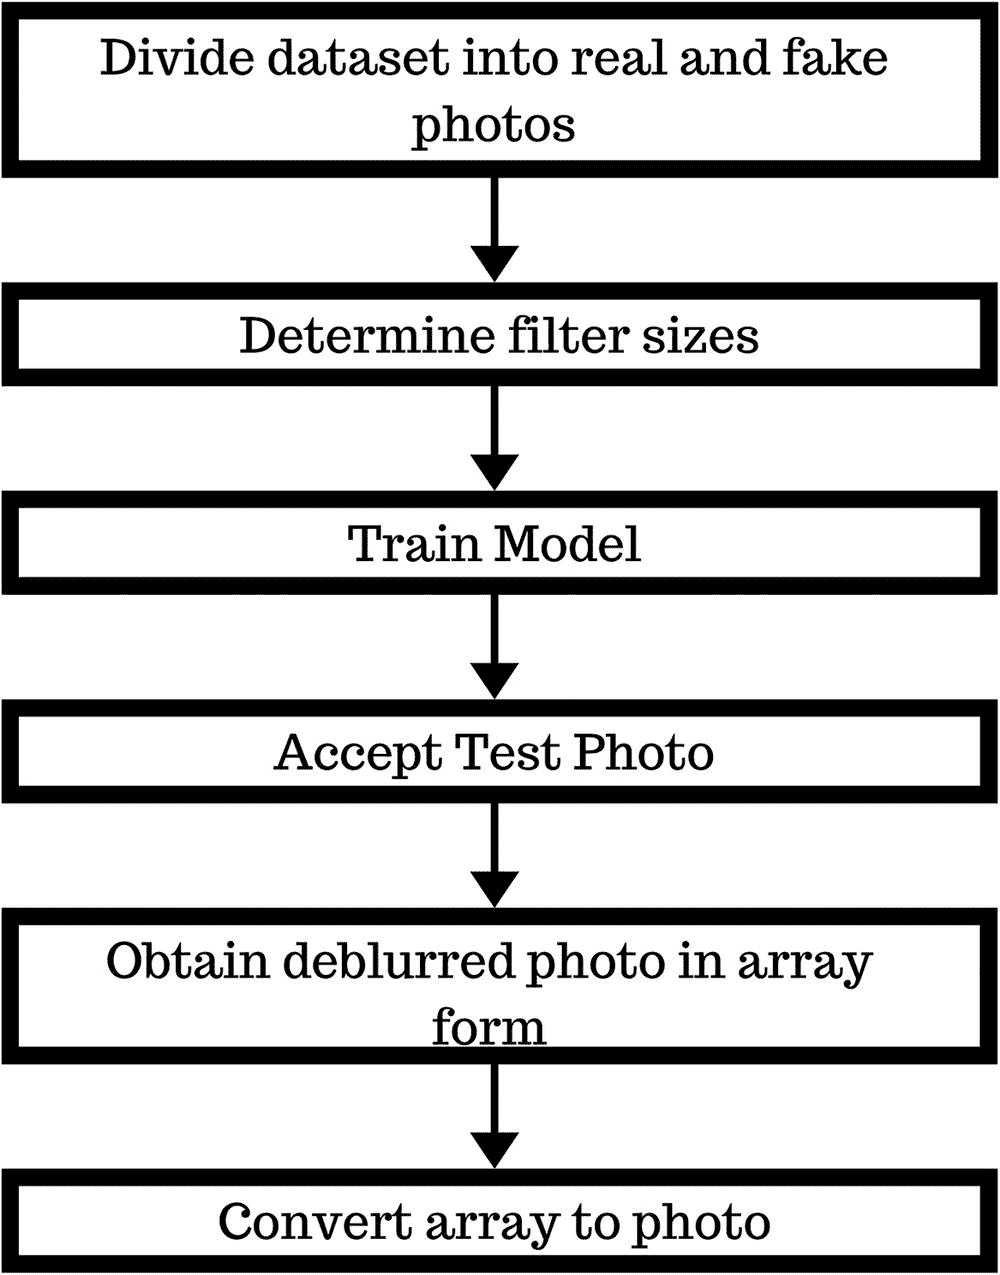 Divide dataset into real and fake
photos
Determine filter sizes
Train Model
Accept Test Photo
Obtain deblurred photo in array
form
Convert array to photo